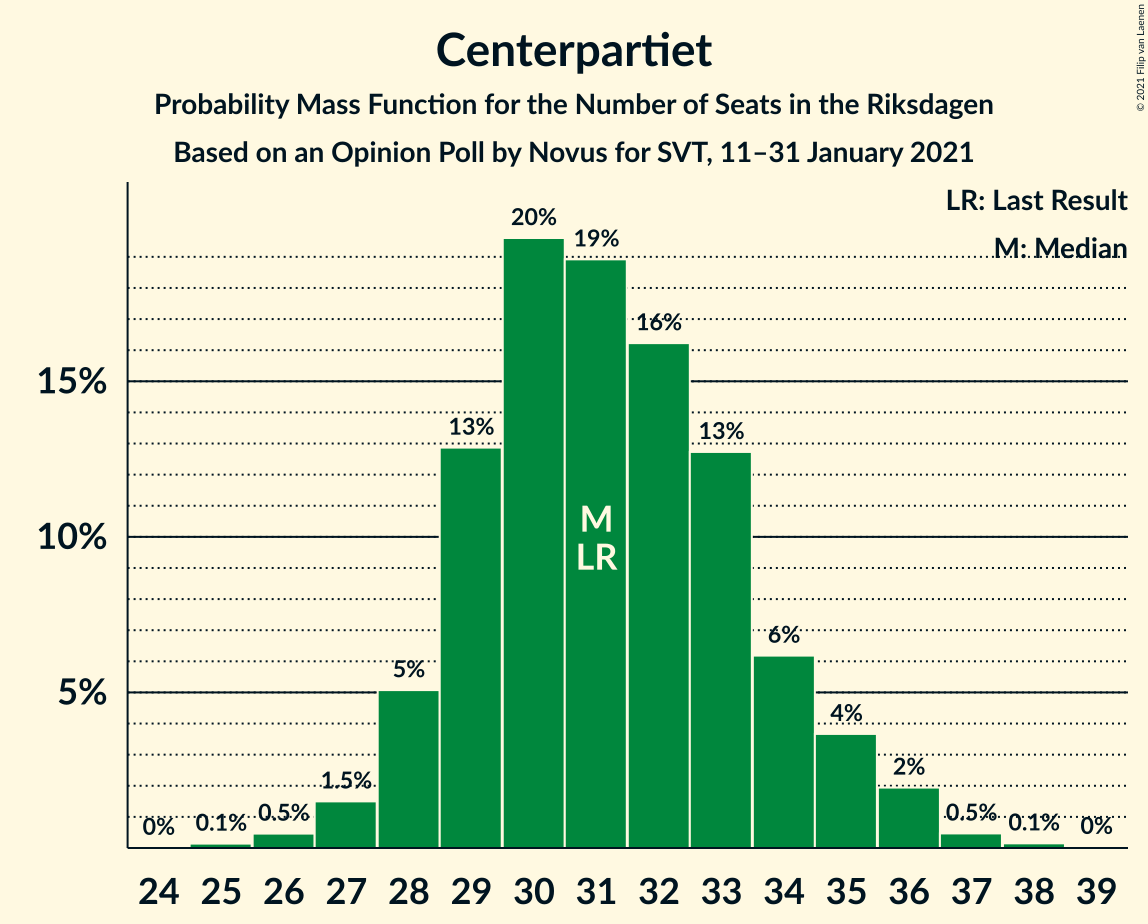 Centerpartiet
Probability Mass Function for the Number of Seats in the Riksdagen
Based on an Opinion Poll by Novus for SVT, 11–31 January 2021
© 2021 Filip van Laenen
LR: Last Result
M: Median
15%
10%
5%
0%
0.1%
0.5%
1.5%
5%
13%
20%
19%
16%
13%
6%
4%
2%
0.5%
0.1%
0%
M
LR
24 25 26 27 28 29 30 31 32 33 34 35 36 37 38 39